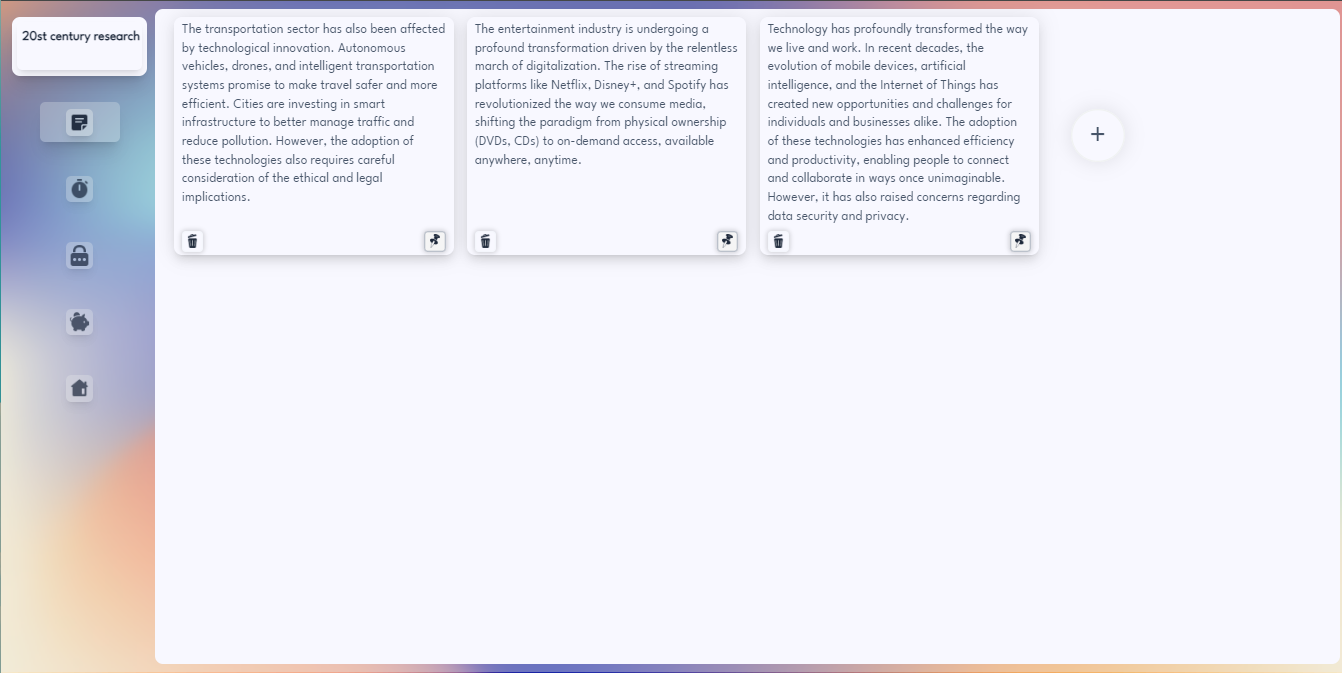 20st century research
The transportation sector has also been affected
by technological innovation. Autonomous
vehicles, drones, and intelligent transportation
systems promise to make travel safer and more
efficient. Cities are investing in smart
infrastructure to better manage traffic and
reduce pollution. However, the adoption of
these technologies also requires careful
consideration of the ethical and legal
implications.
The entertainment industry is undergoing a
profound transformation driven by the relentless
march of digitalization. The rise of streaming
platforms like Netflix, Disney+, and Spotify has
revolutionized the way we consume media,
shifting the paradigm from physical ownership
(DVDs, CDs) to on-demand access, available
anywhere, anytime.
Technology has profoundly transformed the way
we live and work. In recent decades, the
evolution of mobile devices, artificial
intelligence, and the Internet of Things has
created new opportunities and challenges for
individuals and businesses alike. The adoption
of these technologies has enhanced efficiency
and productivity, enabling people to connect
and collaborate in ways once unimaginable.
However, it has also raised concerns regarding
data security and privacy.